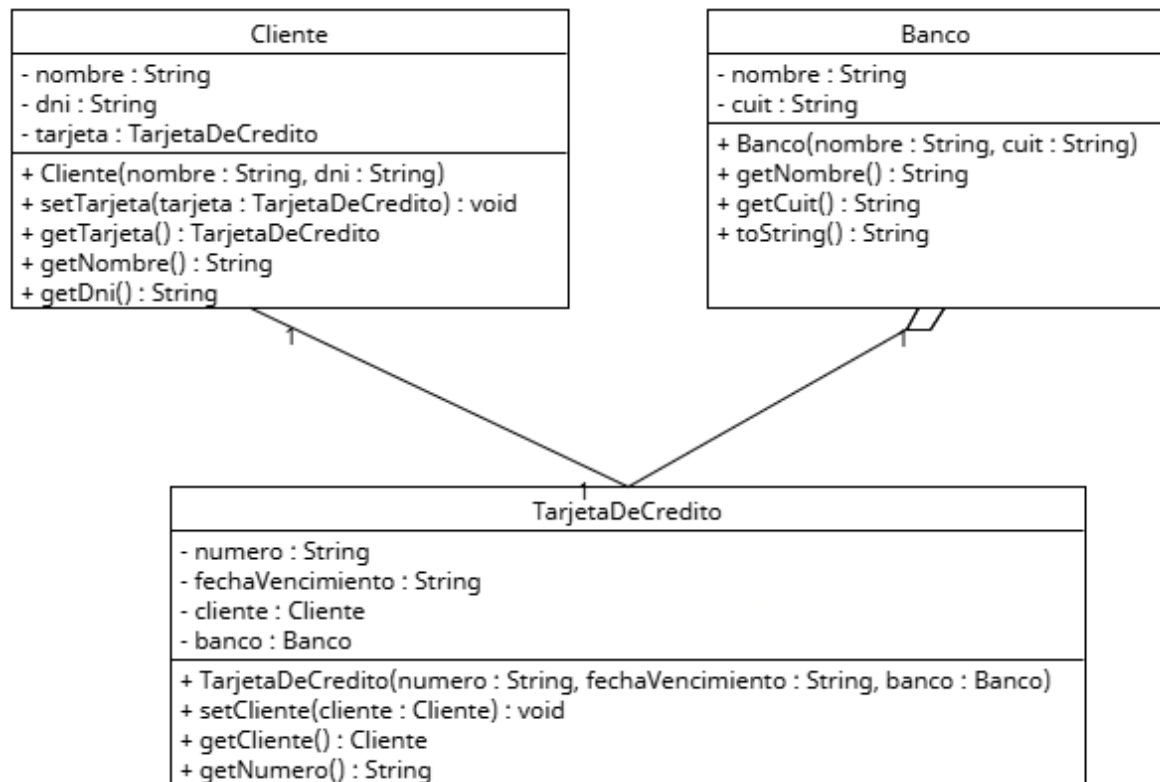 Cliente
- nombre : String
- dni : String
- tarjeta : TarjetaDeCredito
+ Cliente(nombre : String, dni : String)
+ setTarjeta(tarjeta : TarjetaDeCredito) : void
+ getTarjeta() : TarjetaDeCredito
+ getNombre() : String
+ getDni() : String
Banco
- nombre : String
- cuit : String
+ Banco(nombre : String, cuit : String)
+ getNombre() : String
+ getCuit() : String
+ toString() : String
1
1
1
TarjetaDeCredito
- numero : String
- fechaVencimiento : String
- cliente : Cliente
- banco : Banco
+ TarjetaDeCredito(numero : String, fechaVencimiento : String, banco : Banco)
+ setCliente(cliente : Cliente) : void
+ getCliente() : Cliente
+ getNumero() : String